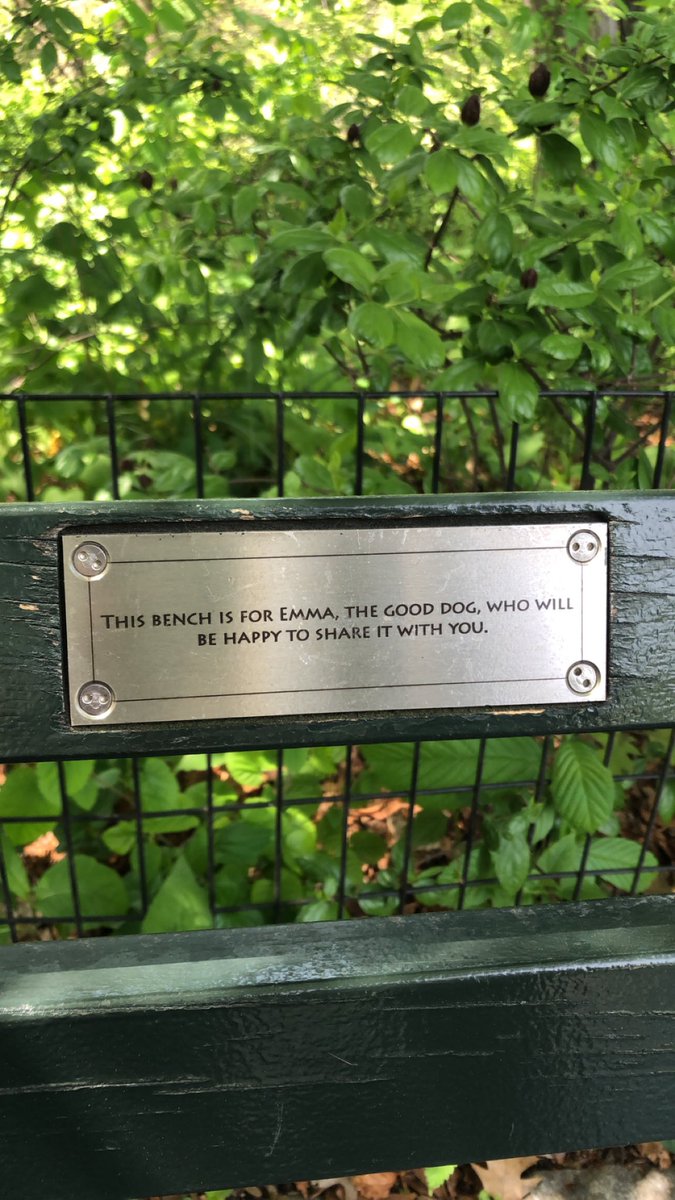 THIS BENCH IS FOR EMMA, THE GOOD DOG, WHO WILL
BE HAPPY TO SHARE IT WITH YOU.